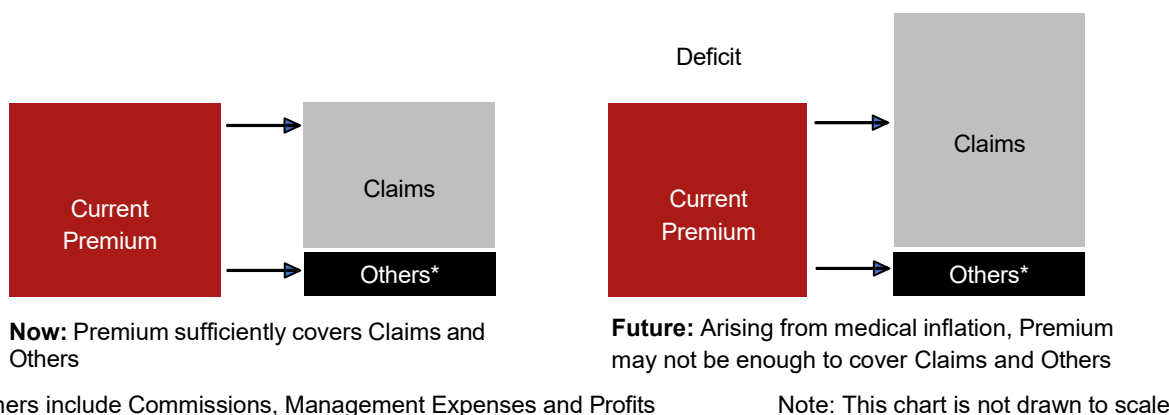 Current
Premium
Claims
Others*
Now: Premium sufficiently covers Claims and
Others
Deficit
Current
Premium
Claims
Others*
Future: Arising from medical inflation, Premium
may not be enough to cover Claims and Others
include Commissions, Management Expenses and Profits
Note: This chart is not drawn to scale